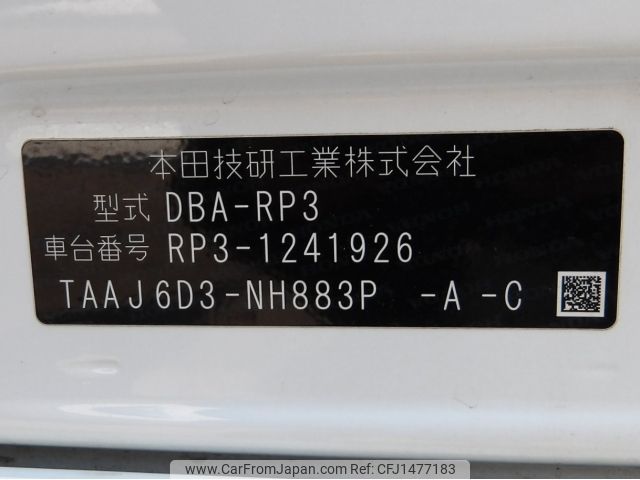 本田技研工業株式会社
型式 DBA-RP3
車台番号 RP3-1241926
TAAJ6D3-NH883P -A -C
www.CarFromJapan.com - CFJ1477183